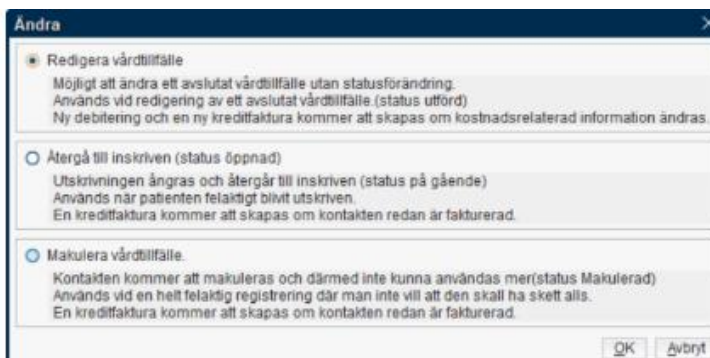 Ändra
Redigera vårdtillfälle
Möjligt att ändra ett avslutat vårdtillfälle utan statusförändring.
Används vid redigering av ett avslutat vårdtillfälle.(status utförd)
Ny debitering och en ny kreditfaktura kommer att skapas om kostnadsrelaterad information ändras.
Återgå till inskriven (status öppnad)
Utskrivningen ångras och återgår till inskriven (status på gående)
Används när patienten felaktigt blivit utskriven.
En kreditfaktura kommer att skapas om kontakten redan är fakturerad.
Makulera vårdtillfälle.
Kontakten kommer att makuleras och därmed inte kunna användas mer(status Makulerad)
Används vid en helt felaktig registrering där man inte vill att den skall ha skett alls.
En kreditfaktura kommer att skapas om kontakten redan är fakturerad.
OK Avbryt